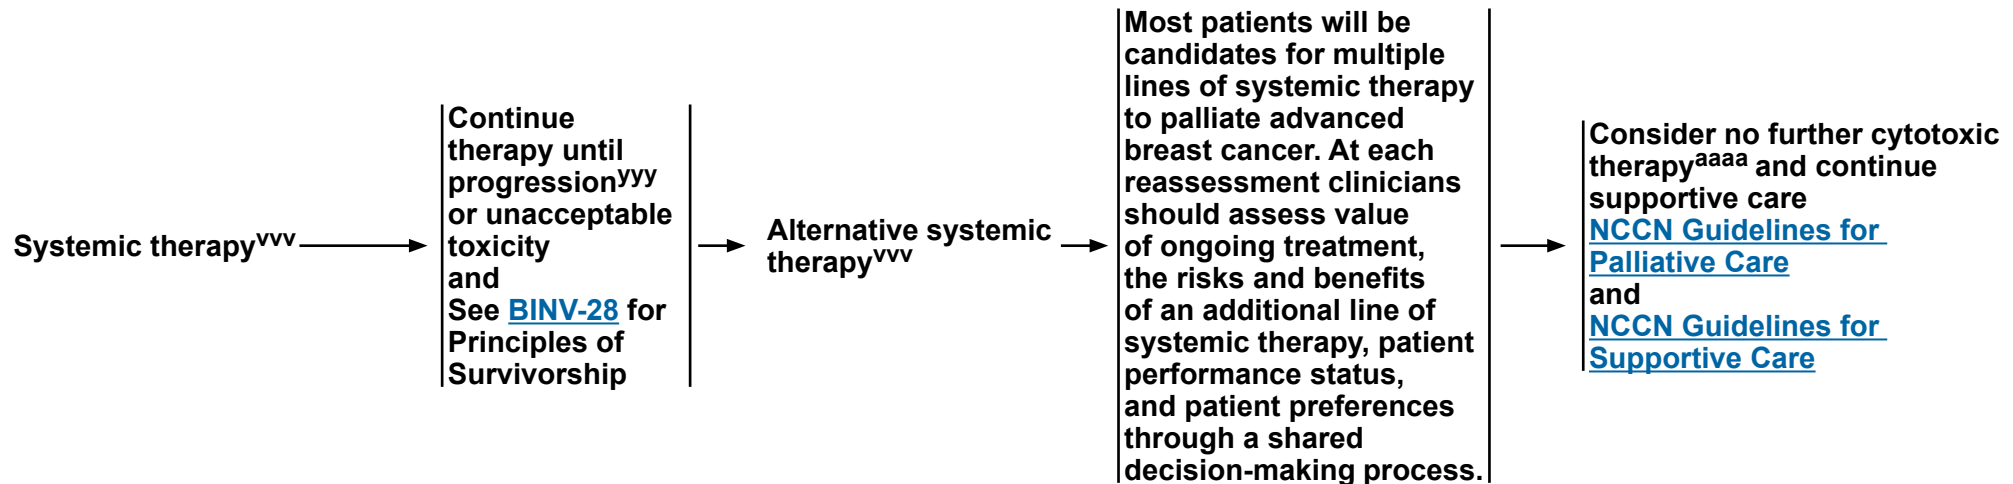 Systemic therapyvvv
Continue
therapy until
progressionyyy
or unacceptable
toxicity
and
See BINV-28 for
Principles of
Survivorship
Alternative systemic
therapyvvv
Most patients will be
candidates for multiple
lines of systemic therapy
to palliate advanced
breast cancer. At each
reassessment clinicians
should assess value
of ongoing treatment,
the risks and benefits
of an additional line of
systemic therapy, patient
performance status,
and patient preferences
through a shared
decision-making process.
Consider no further cytotoxic
therapyaaaa and continue
supportive care
NCCN Guidelines for
Palliative Care
and
NCCN Guidelines for
Supportive Care